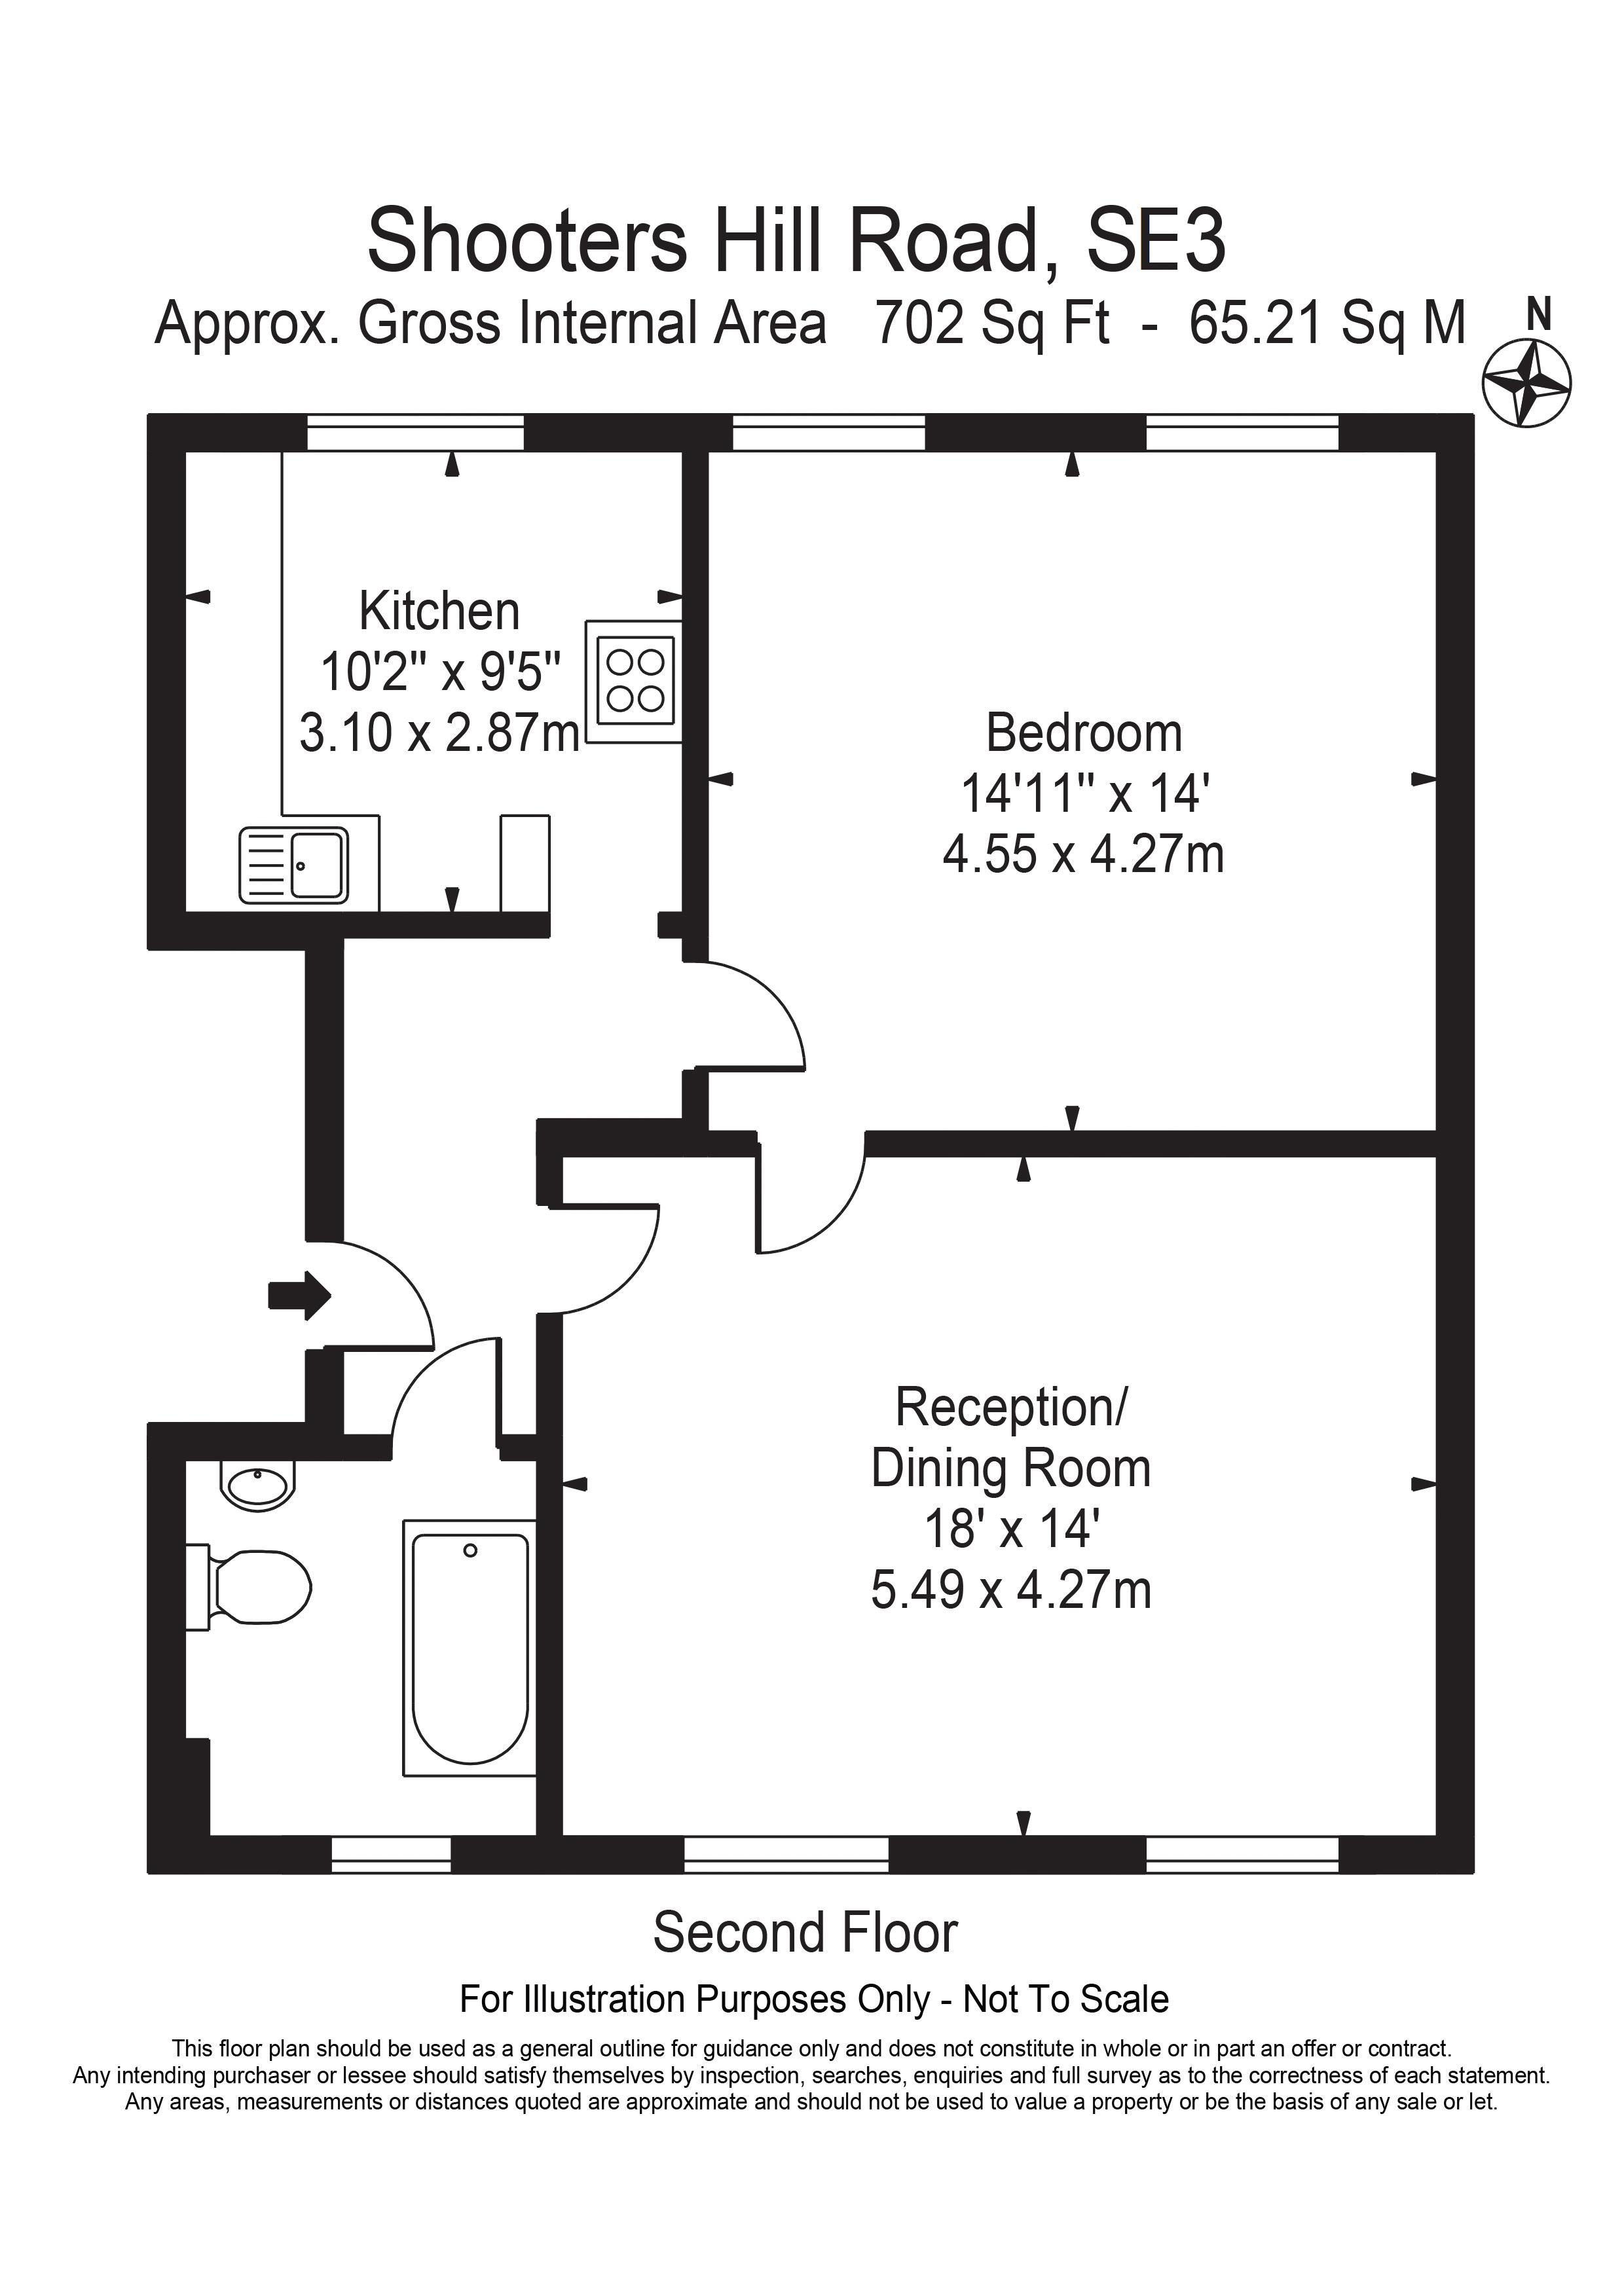 Shooters Hill Road, SE3
Approx. Gross Internal Area 702 Sq Ft - 65.21 Sq M
N
Kitchen
10'2" x 9'5"
3.10 x 2.87m
Bedroom
14'11" x 14'
4.55 x 4.27m
Reception/
Dining Room
18' x 14'
5.49 x 4.27m
Second Floor
For Illustration Purposes Only - Not To Scale
This floor plan should be used as a general outline for guidance only and does not constitute in whole or in part an offer or contract.
Any intending purchaser or lessee should satisfy themselves by inspection, searches, enquiries and full survey as to the correctness of each statement.
Any areas, measurements or distances quoted are approximate and should not be used to value a property or be the basis of any sale or let.